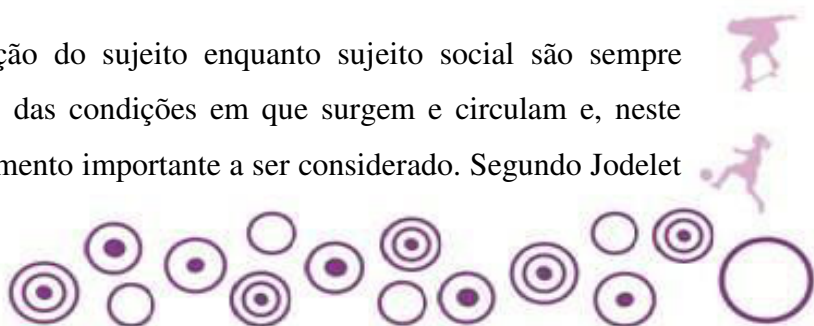 ção do sujeito enquanto sujeito social são sempre
das condições em que surgem e circulam e, neste
mento importante a ser considerado. Segundo Jodelet